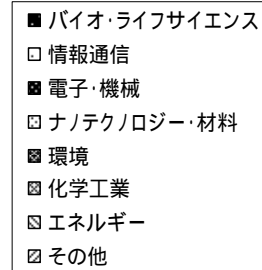 バイオ・ライフサイエンス
情報通信
電子・機械
ナノテクノロジー・材料
環境
化学工業
エネルギー
その他